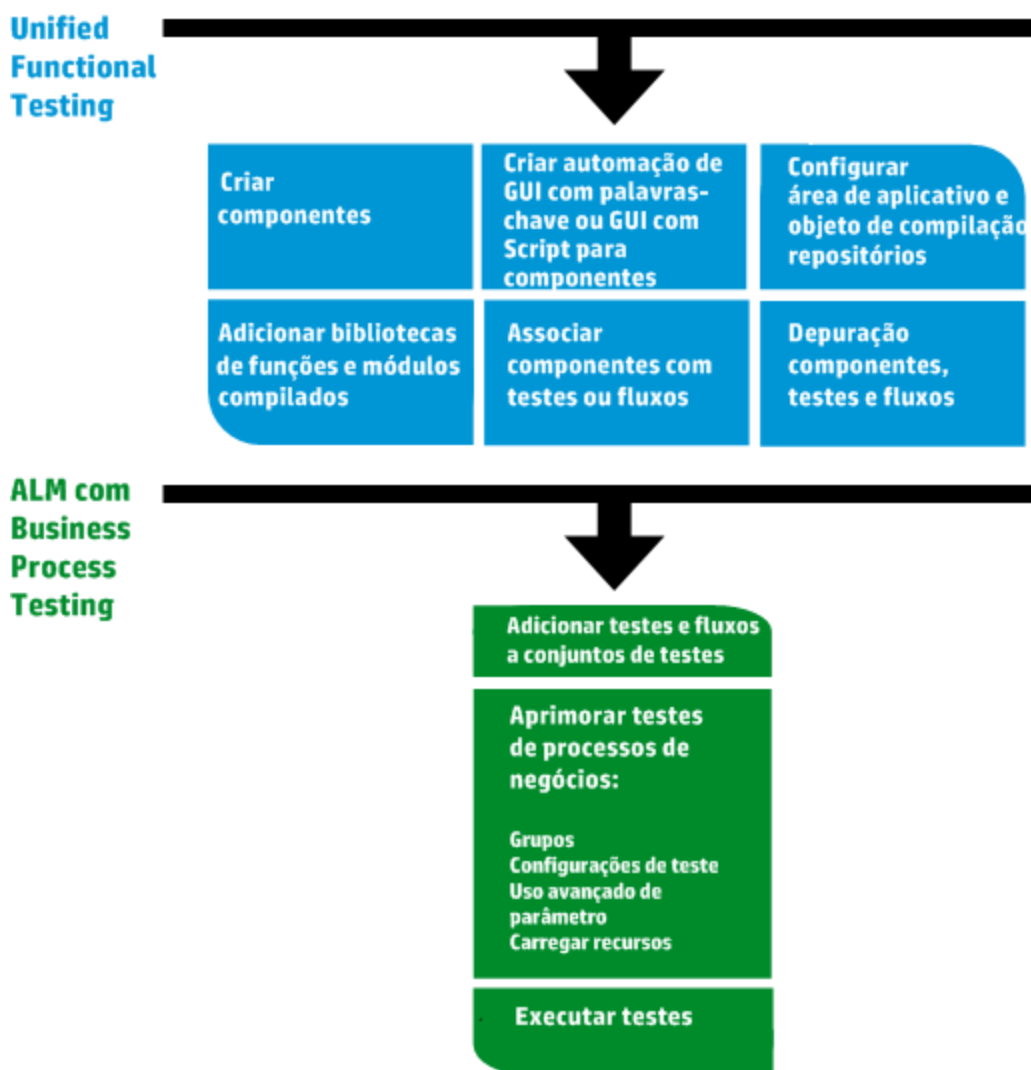 Unified
Functional
Testing
Criar
componentes
Criar automação de
GUI com palavras-
chave ou GUI com
Script para
componentes
Configurar
área de aplicativo e
objeto de compilação
repositórios
Adicionar bibliotecas
de funções e módulos
compilados
Associar
componentes com
testes ou fluxos
Depuração
componentes,
testes e fluxos
ALM com
Business
Process
Testing
Adicionar testes e fluxos
a conjuntos de testes
Aprimorar testes
de processos de
negócios:
Grupos
Configurações de teste
Uso avançado de
parâmetro
Carregar recursos
Executar testes